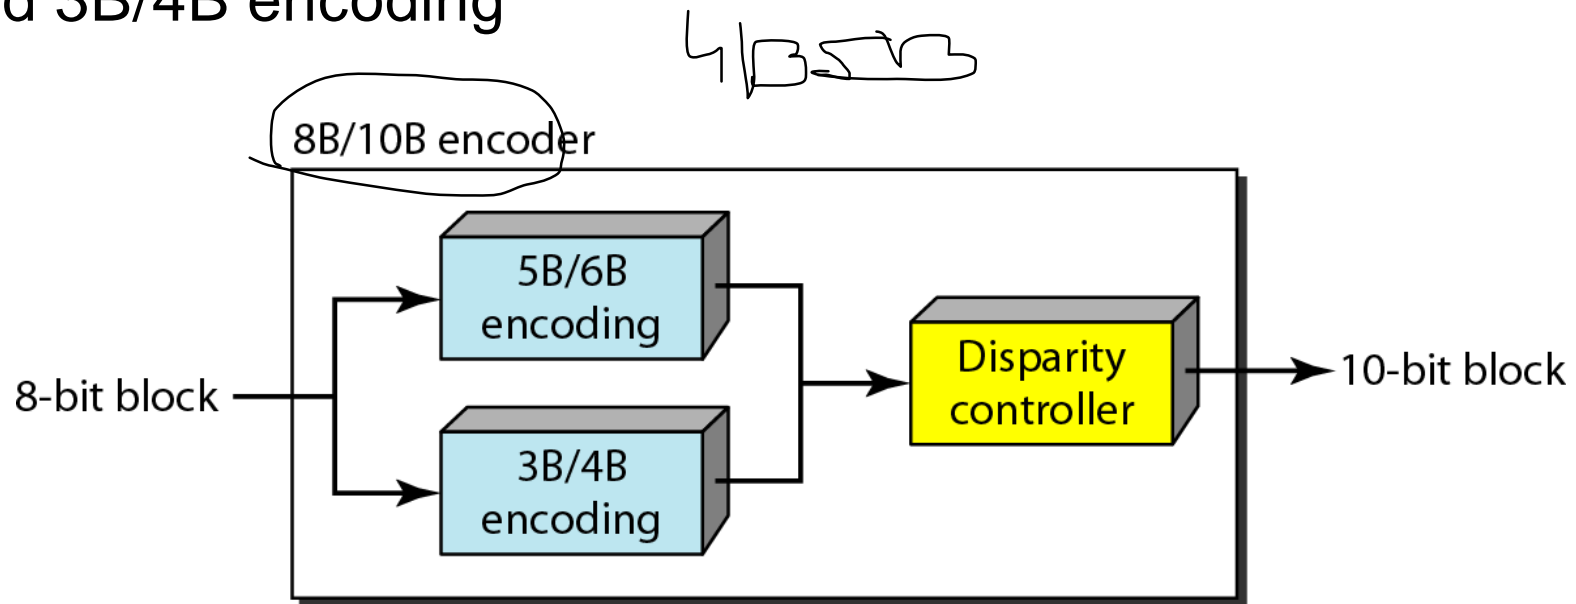 d 3B/4B encoding
4B5B
8B/10B encoder
5B/6B
encoding
8-bit block
3B/4B
encoding
Disparity
controller
10-bit block